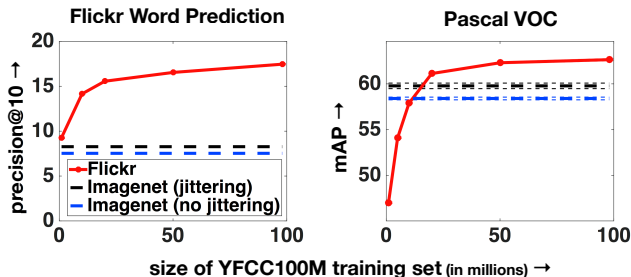 Flickr Word Prediction
Pascal VOC
precision@10 →
20
15
10
5
0
0
50
100
Flickr
Imagenet (jittering)
Imagenet (no jittering)
mAP →
60
55
50
0
50
100
size of YFCC100M training set (in millions) →